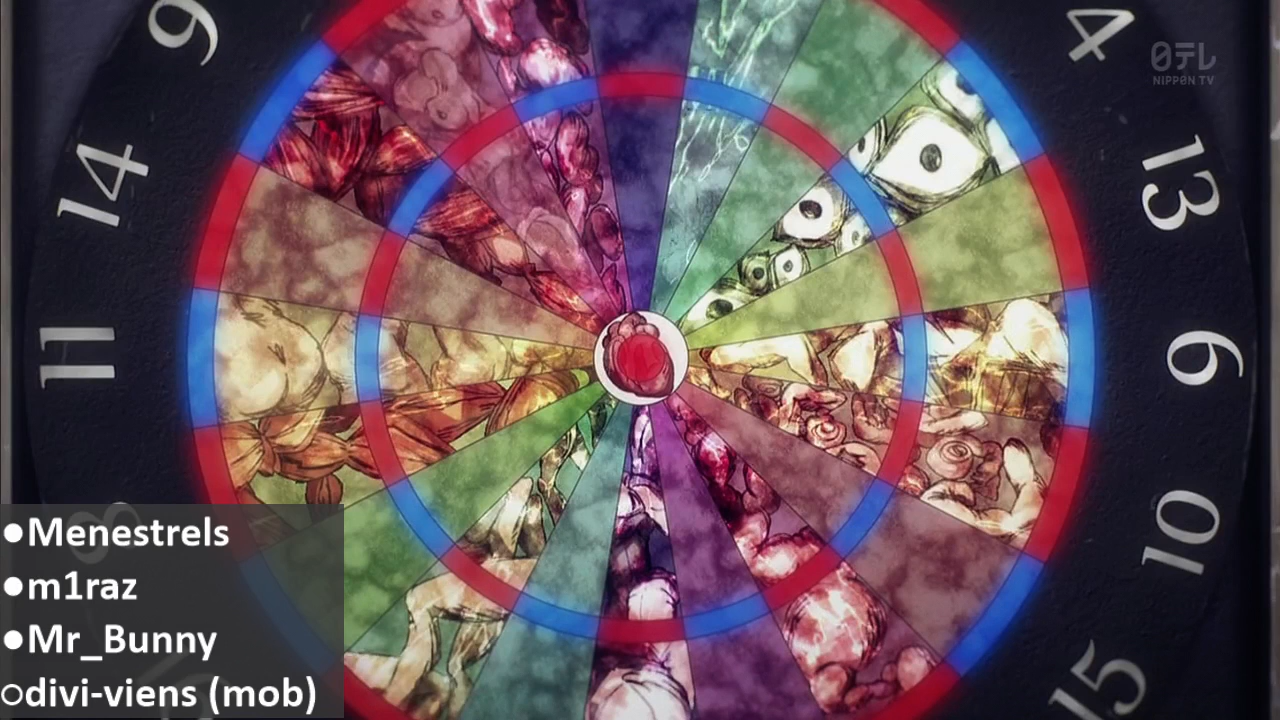 9
4
日テレ
NIPPON TV
14
13
11
6
8
10
15
●Menestrels
●m1raz
●Mr_Bunny
○divi-viens (mob)